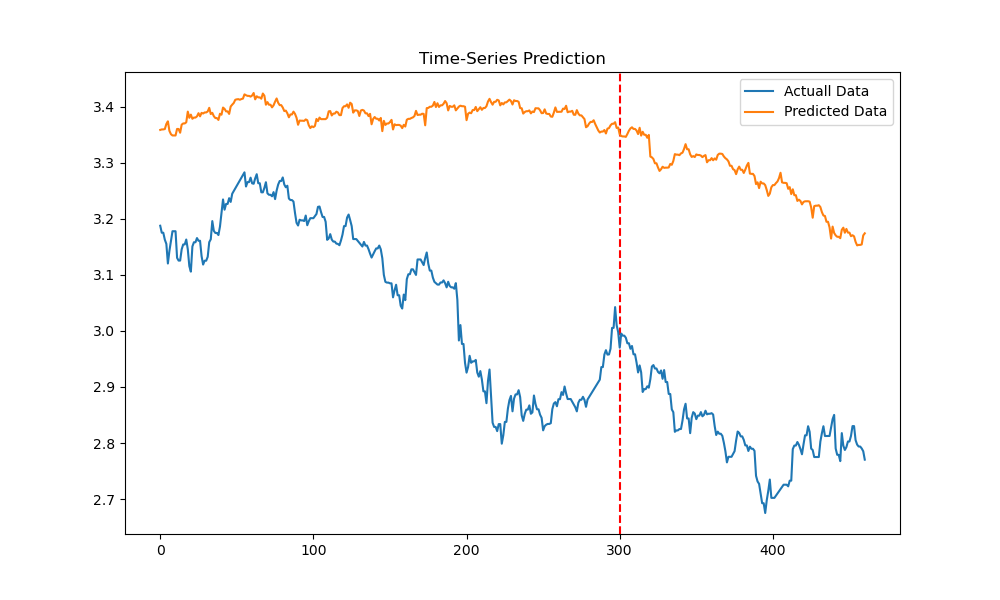 Time-Series Prediction
Actuall Data
Predicted Data
3.4
3.3
3.2
3.1
3.0
2.9
2.8
2.7
0 100 200 300 400